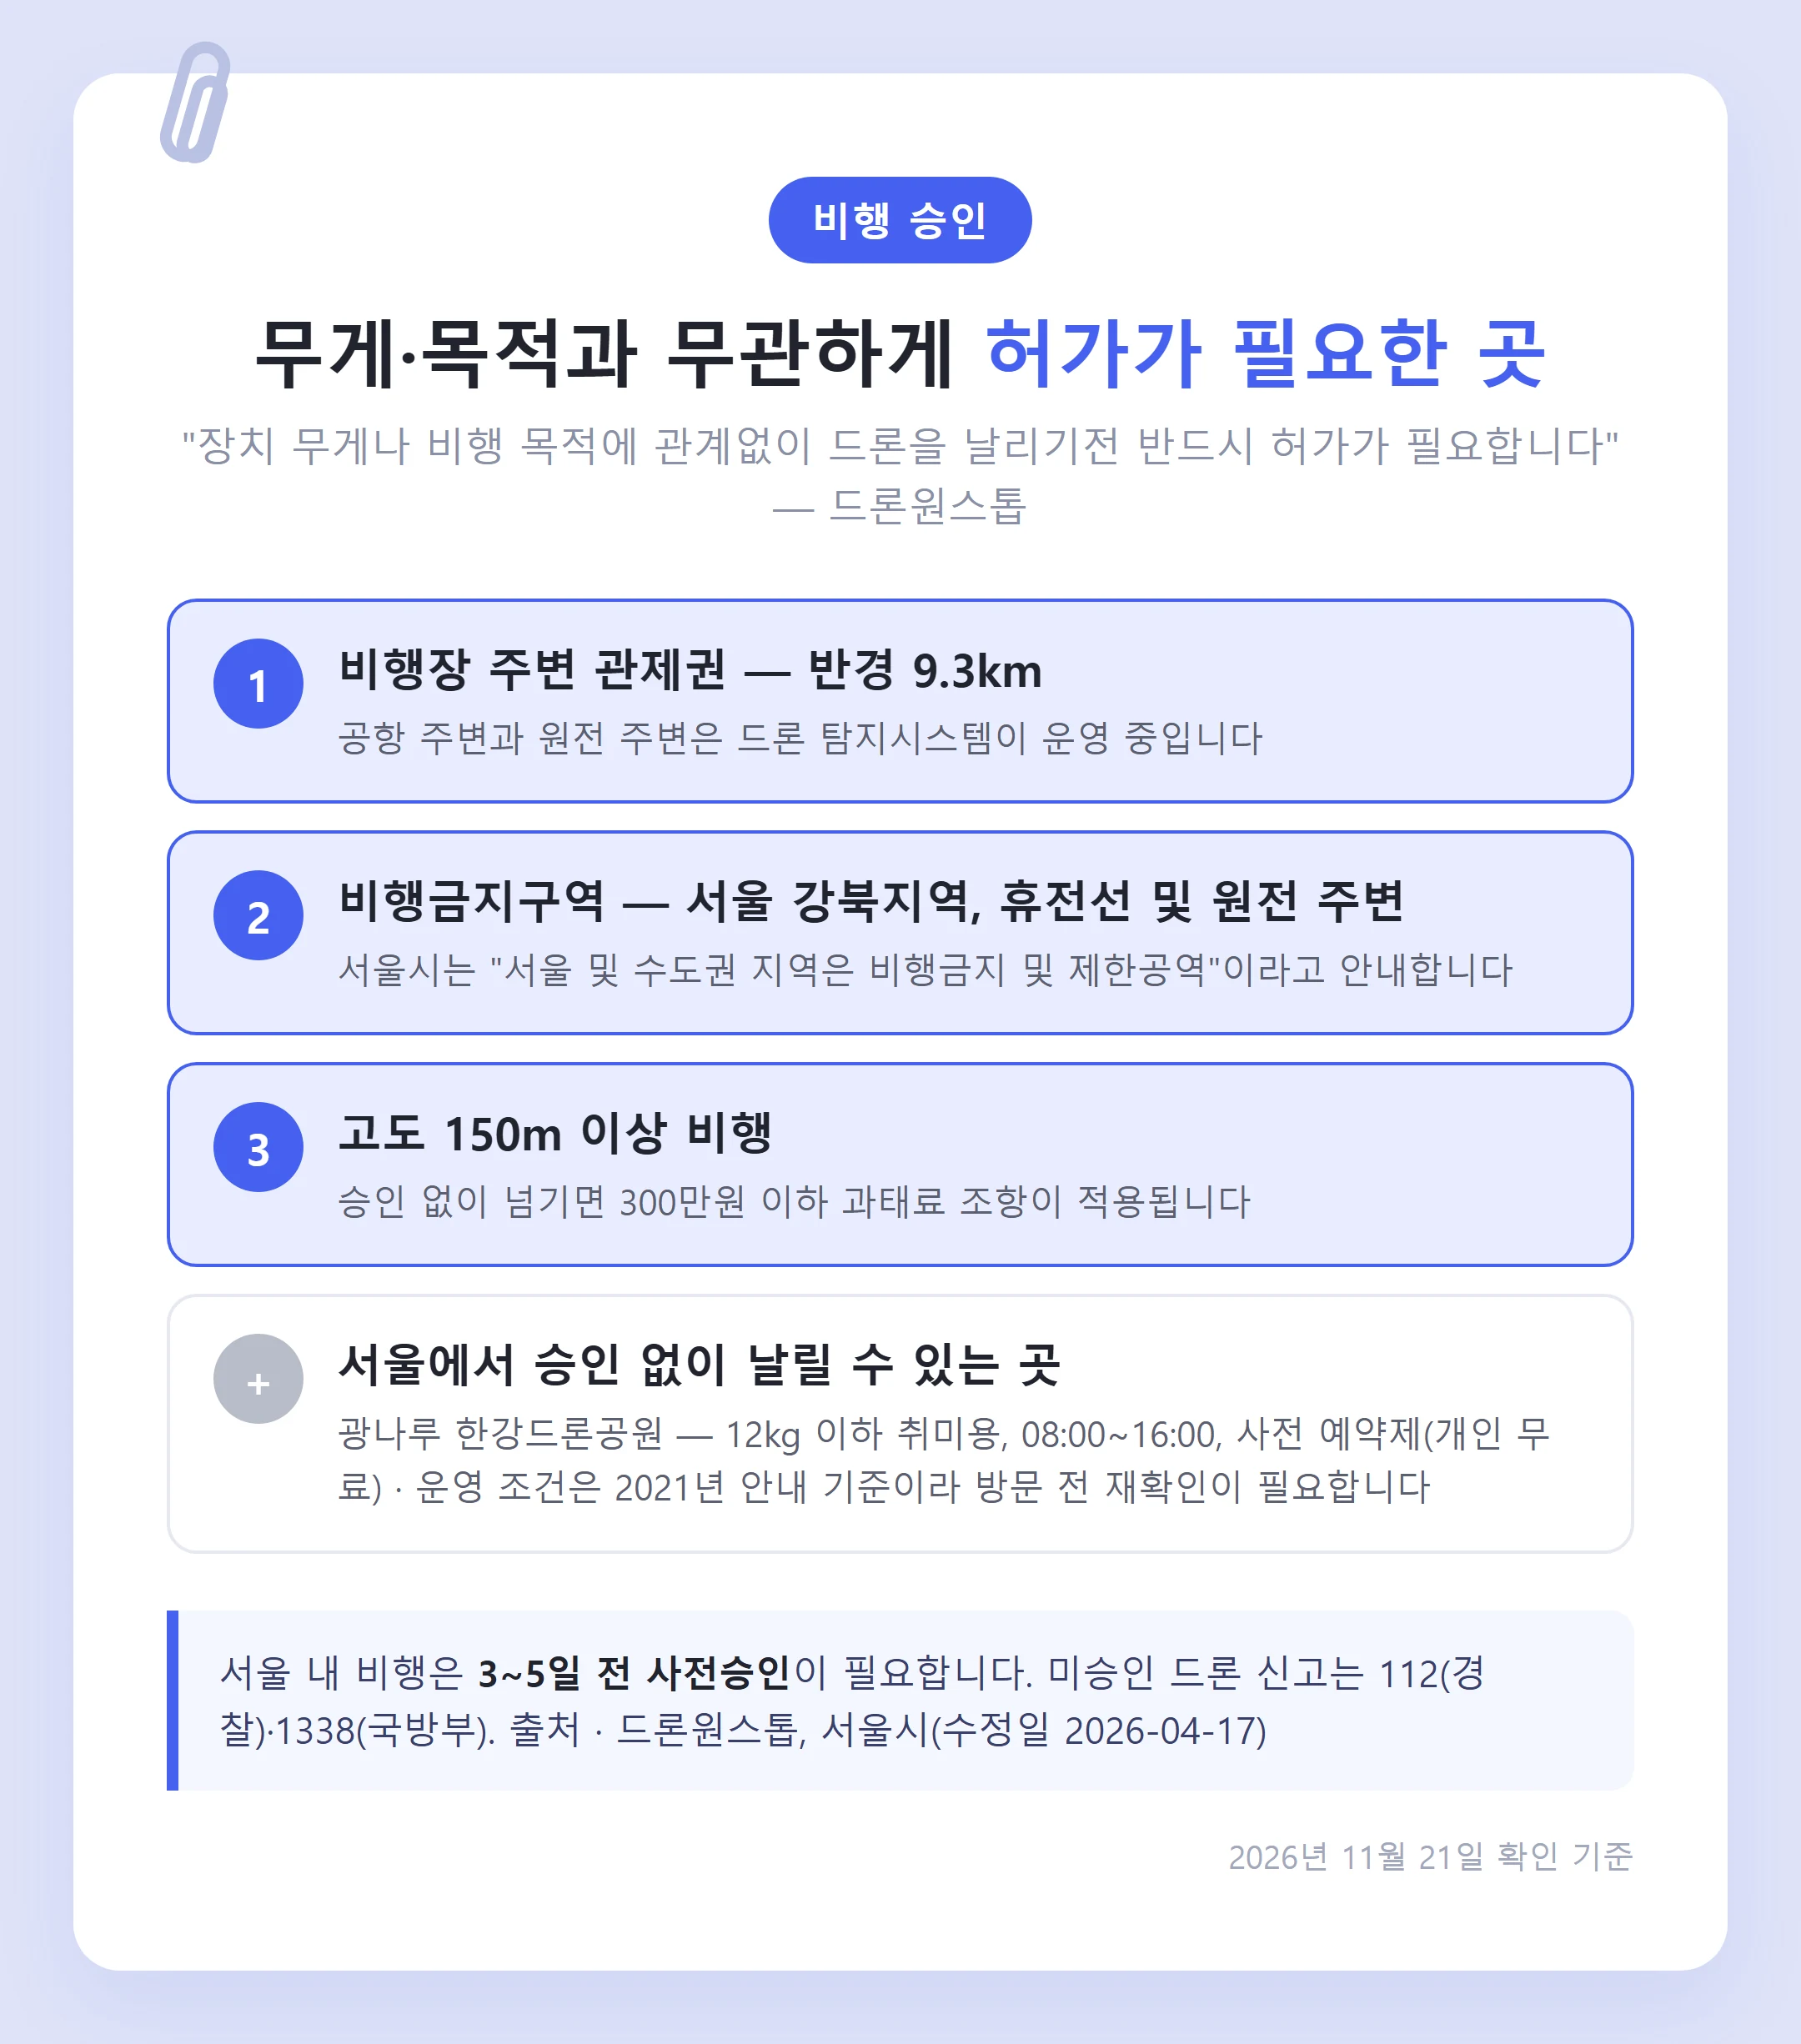 비행 승인
무게·목적과 무관하게 허가가 필요한 곳
"장치 무게나 비행 목적에 관계없이 드론을 날리기전 반드시 허가가 필요합니다"
— 드론원스톱
1
비행장 주변 관제권 — 반경 9.3km
공항 주변과 원전 주변은 드론 탐지시스템이 운영 중입니다
2
비행금지구역 — 서울 강북지역, 휴전선 및 원전 주변
서울시는 "서울 및 수도권 지역은 비행금지 및 제한공역"이라고 안내합니다
3
고도 150m 이상 비행
승인 없이 넘기면 300만원 이하 과태료 조항이 적용됩니다
+
서울에서 승인 없이 날릴 수 있는 곳
광나루 한강드론공원 — 12kg 이하 취미용, 08:00~16:00, 사전 예약제(개인 무
료) · 운영 조건은 2021년 안내 기준이라 방문 전 재확인이 필요합니다
서울 내 비행은 3~5일 전 사전승인이 필요합니다. 미승인 드론 신고는 112(경
찰)·1338(국방부). 출처 · 드론원스톱, 서울시(수정일 2026-04-17)
2026년 11월 21일 확인 기준